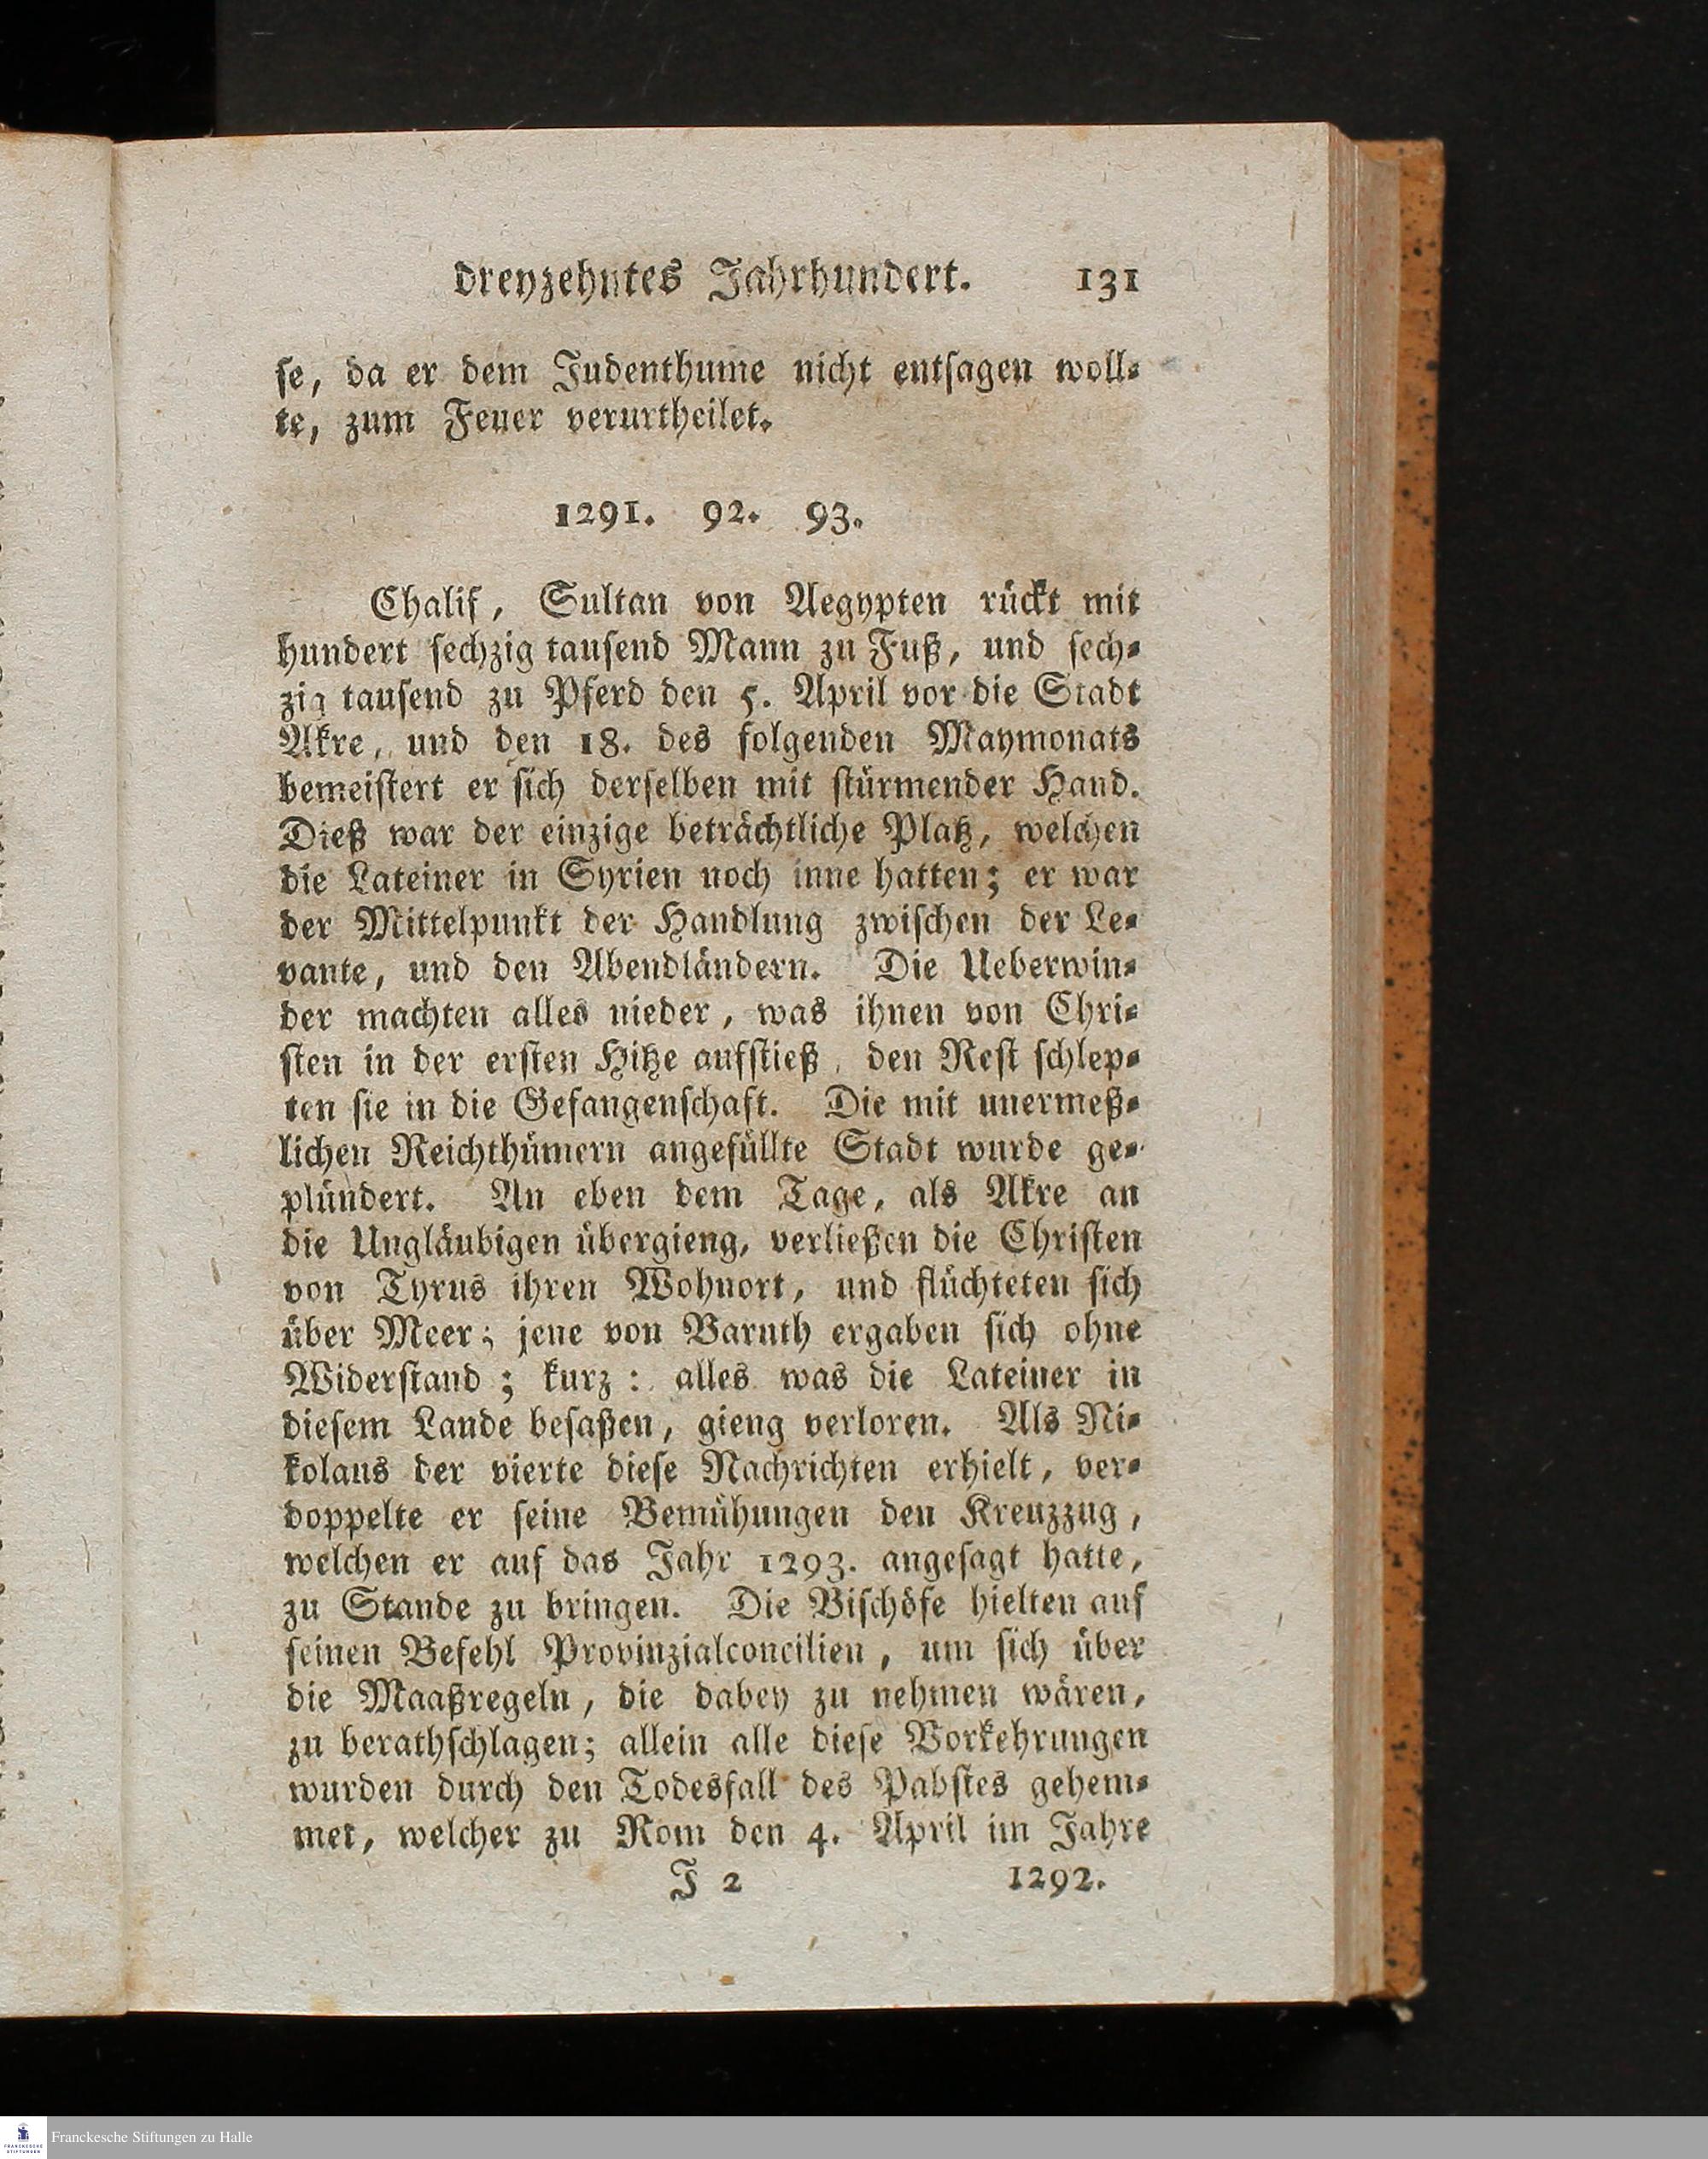 dreyzehntes Jahrhundert. 131
se, da er dem Judenthume nicht entsagen woll-
te, zum Feuer verurtheilet.
1291. 92. 93.
Chalif, Sultan von Aegypten rückt mit
hundert sechzig tausend Mann zu Fuß, und sech-
zig tausend zu Pferd den 5. April vor die Stadt
Akre, und den 18. des folgenden Maymonats
bemeistert er sich derselben mit stürmender Hand.
Dieß war der einzige beträchtliche Platz, welchen
die Lateiner in Syrien noch inne hatten; er war
der Mittelpunkt der Handlung zwischen der Le-
vante, und den Abendländern. Die Ueberwin-
der machten alles nieder, was ihnen von Chri-
sten in der ersten Hitze aufstieß, den Rest schlep-
ten sie in die Gefangenschaft. Die mit unermeß-
lichen Reichthümern angefüllte Stadt wurde ge-
plündert. An eben dem Tage, als Akre an
die Ungläubigen übergieng, verließen die Christen
von Tyrus ihren Wohnort, und flüchteten sich
über Meer; jene von Baruth ergaben sich ohne
Widerstand; kurz: alles was die Lateiner in
diesem Lande besaßen, gieng verloren. Als Ni-
kolaus der vierte diese Nachrichten erhielt, ver-
doppelte er seine Bemühungen den Kreuzzug,
welchen er auf das Jahr 1293. angesagt hatte,
zu Stande zu bringen. Die Bischöfe hielten auf
seinen Befehl Provinzialconcilien, um sich über
die Maaßregeln, die dabey zu nehmen wären,
zu berathschlagen; allein alle diese Vorkehrungen
wurden durch den Todesfall des Pabstes gehem-
met, welcher zu Rom den 4. April im Jahre
J 2 1292.
Franckesche Stiftungen zu Halle